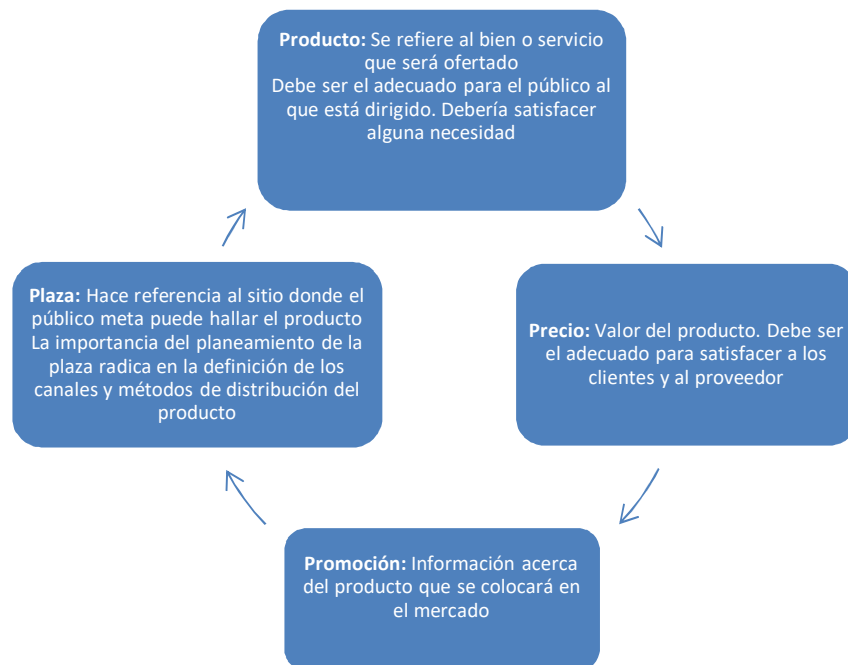 Producto: Se refiere al bien o servicio
que será ofertado
Debe ser el adecuado para el público al
que está dirigido. Debería satisfacer
alguna necesidad
Plaza: Hace referencia al sitio donde el
público meta puede hallar el producto
La importancia del planeamiento de la
plaza radica en la definición de los
canales y métodos de distribución del
producto
Precio: Valor del producto. Debe ser
el adecuado para satisfacer a los
clientes y al proveedor
Promoción: Información acerca
del producto que se colocará en
el mercado